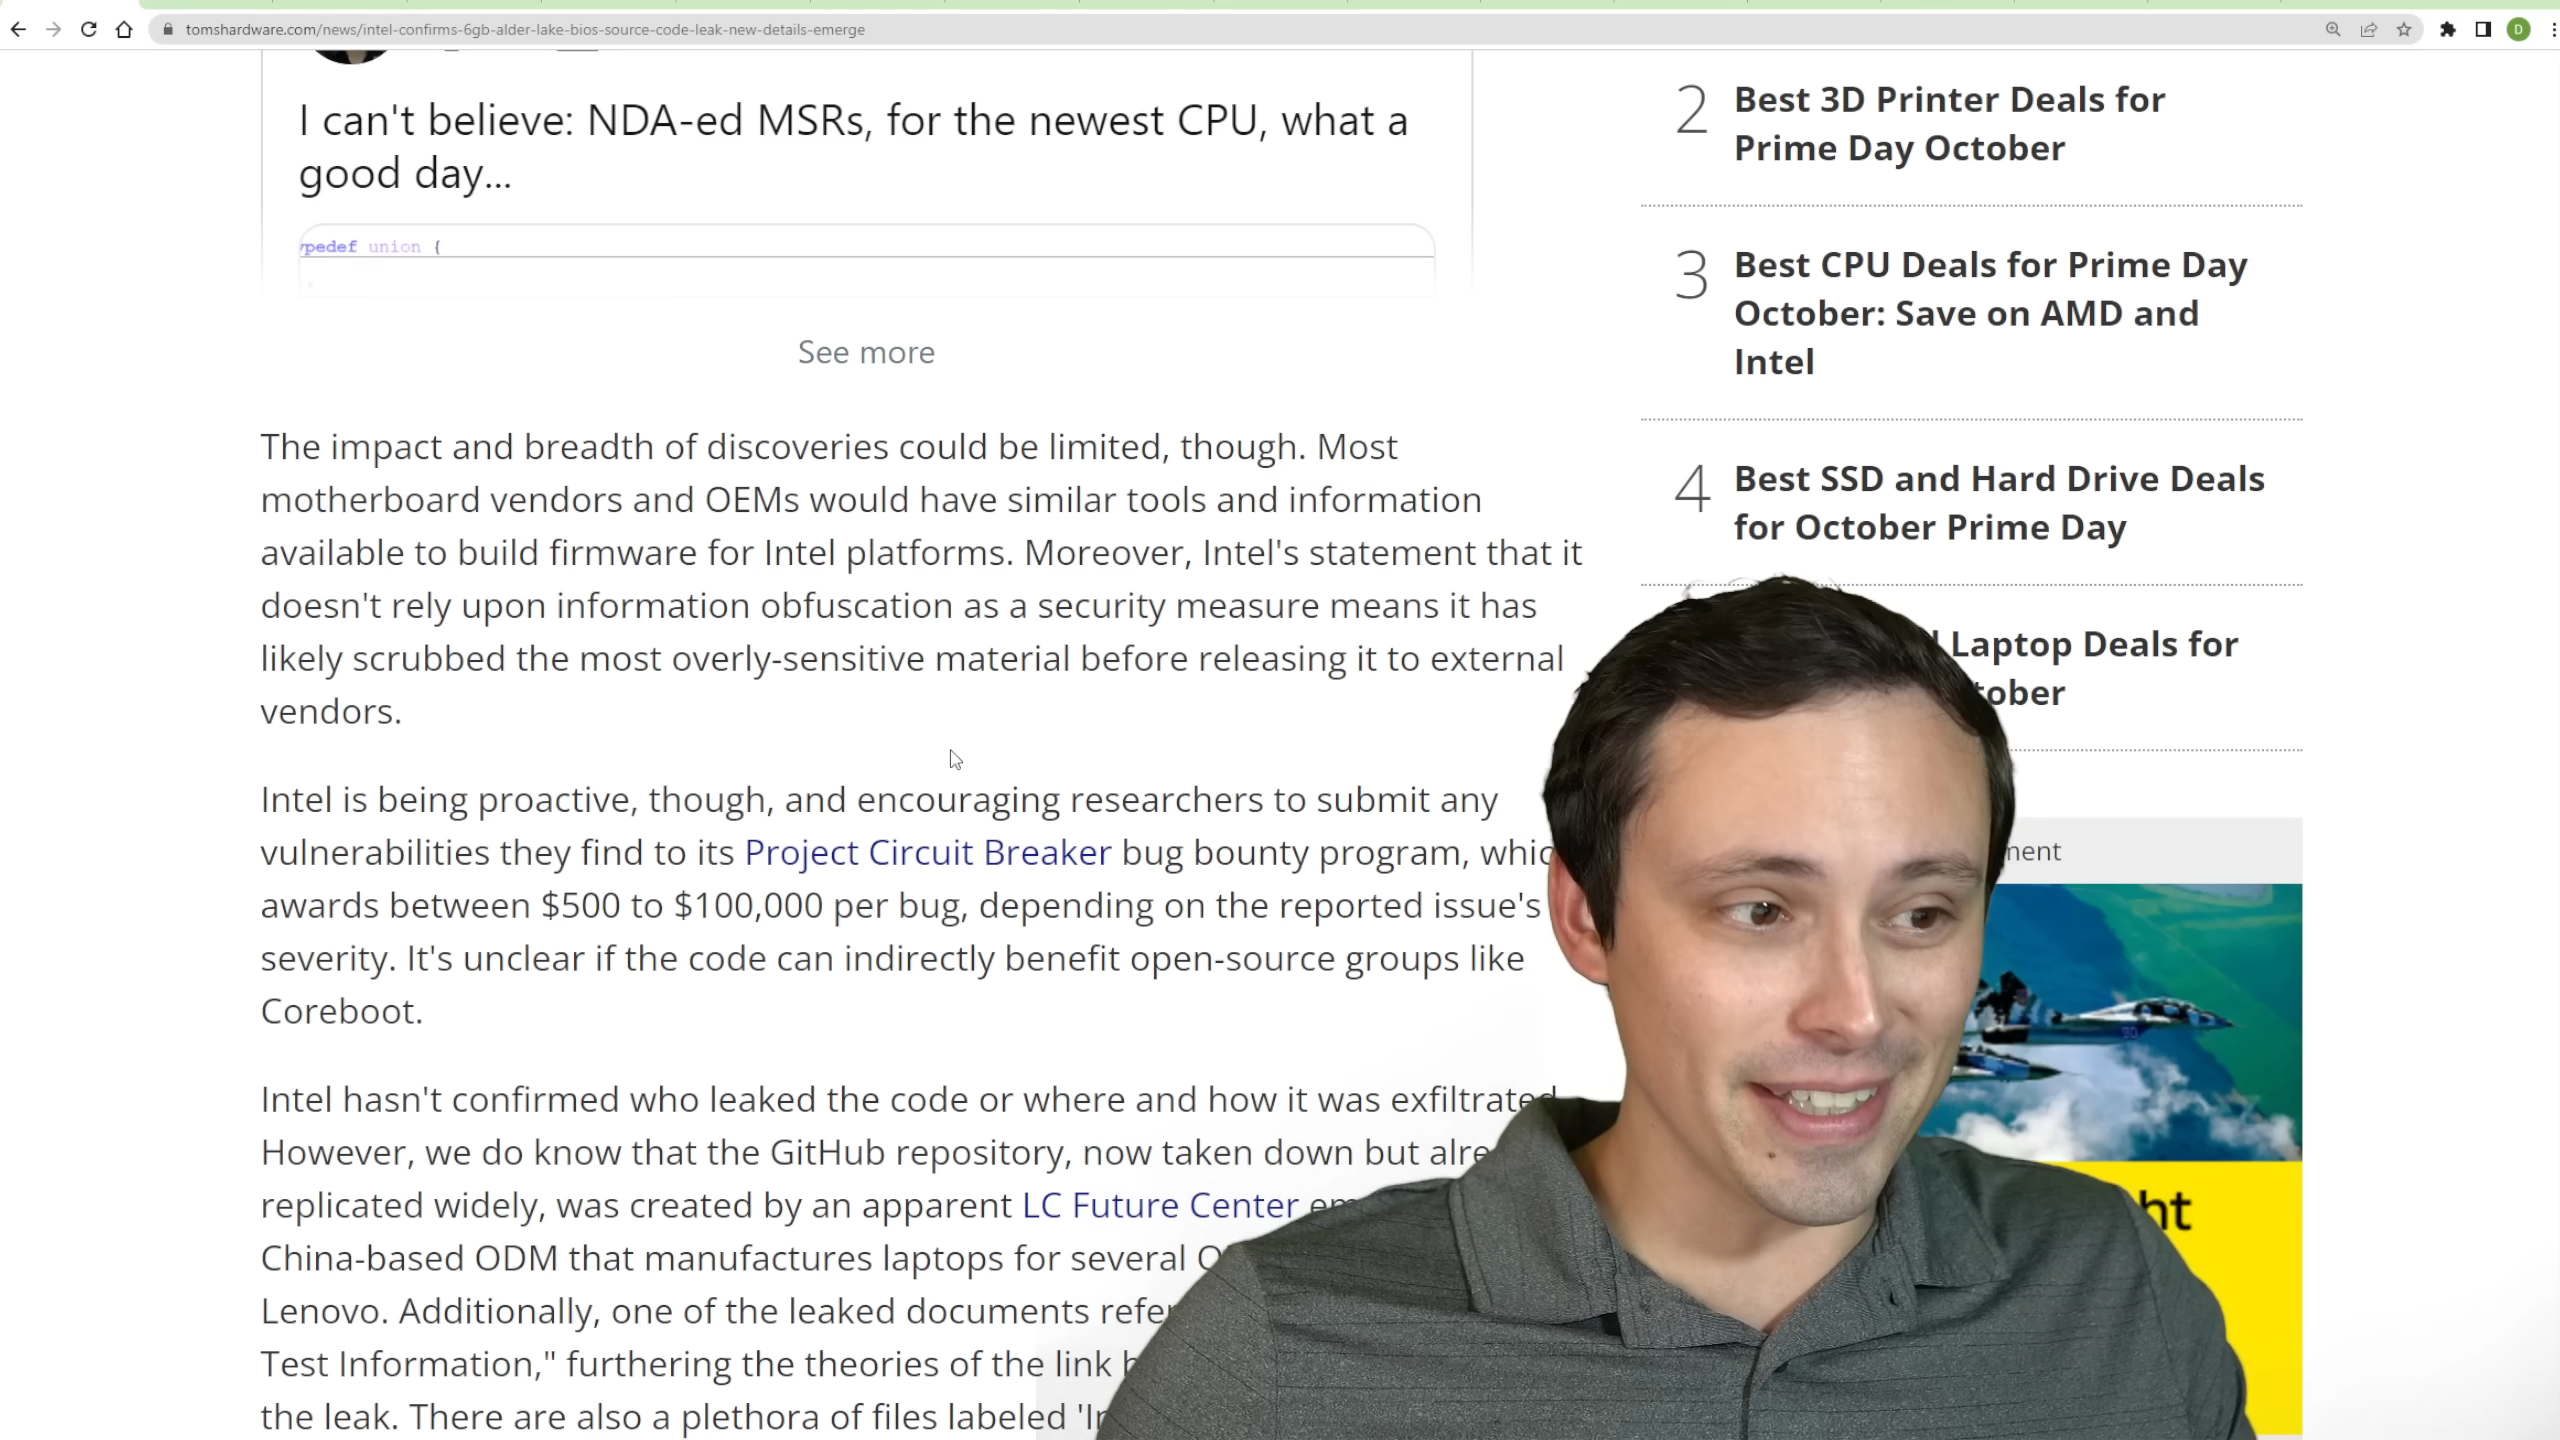 tomshardware.com/news/intel-confirms-6gb-alder-lake-bios-source-code-leak-new-details-emerge
D
I can't believe: NDA-ed MSRs, for the newest CPU, what a
good day...
union {
See more
The impact and breadth of discoveries could be limited, though. Most
motherboard vendors and OEMs would have similar tools and information
available to build firmware for Intel platforms. Moreover, Intel's statement that it
doesn't rely upon information obfuscation as a security measure means it has
likely scrubbed the most overly-sensitive material before releasing it to external
vendors.
Intel is being proactive, though, and encouraging researchers to submit any
vulnerabilities they find to its Project Circuit Breaker bug bounty program,
awards between $500 to $100,000 per bug, depending on the reported issue's
severity. It's unclear if the code can indirectly benefit open-source groups like
Coreboot.
Intel hasn't confirmed who leaked the code or where and how it was exfiltrated
However, we do know that the GitHub repository, now taken down but
replicated widely, was created by an apparent LC Future Center
China-based ODM that manufactures laptops for several
Lenovo. Additionally, one of the leaked documents
Test Information," furthering the theories of the link
the leak. There are also a plethora of files labeled
2 Best 3D Printer Deals for
Prime Day October
3 Best CPU Deals for Prime Day
October: Save on AMD and
Intel
4 Best SSD and Hard Drive Deals
for October Prime Day
Laptop Deals for